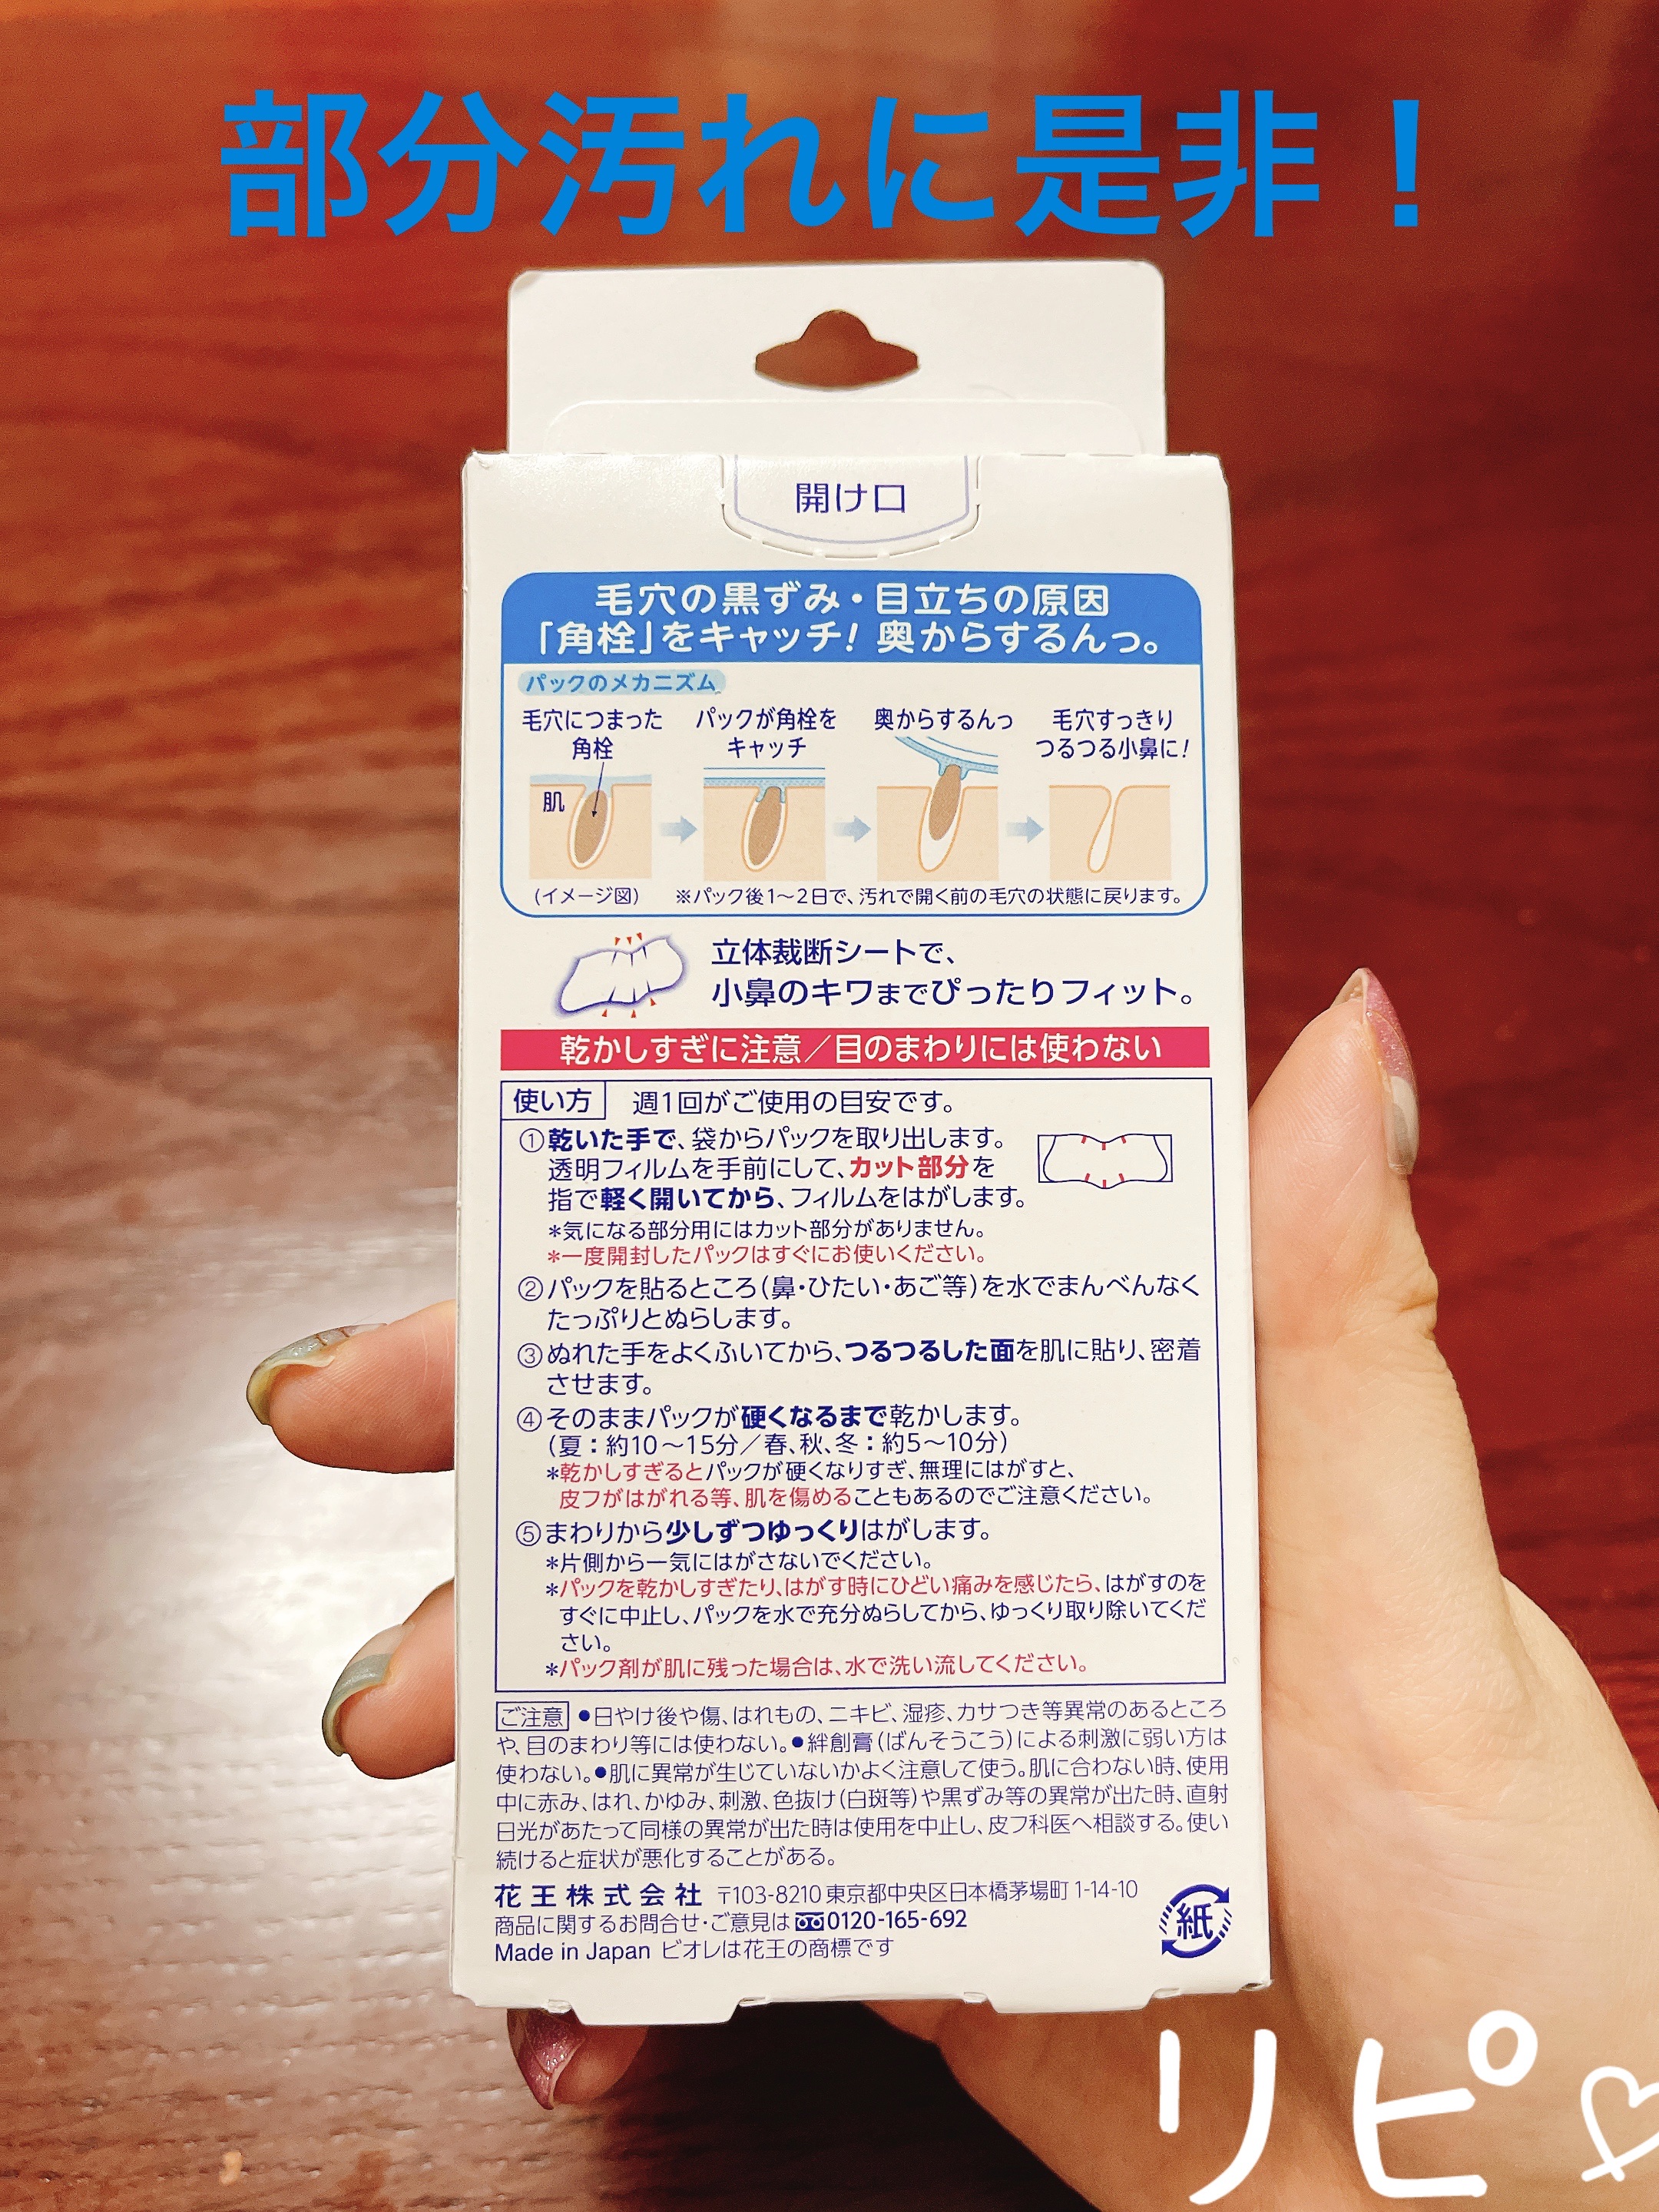 部分汚れに是非！
開け口
毛穴の黒ずみ・目立ちの原因
「角栓」をキャッチ! 奥からするんっ。
パックのメカニズム
毛穴につまった
角栓
肌
パックが角栓を
キャッチ
奥からするんっ
毛穴すっきり
つるつる小鼻に!
(イメージ図)
※パック後1～2日で、汚れで開く前の毛穴の状態に戻ります。
立体裁断シートで、
小鼻のキワまでぴったりフィット。
乾かしすぎに注意／目のまわりには使わない
使い方 週1回がご使用の目安です。
①乾いた手で、袋からパックを取り出します。
透明フィルムを手前にして、カット部分を
指で軽く開いてから、フィルムをはがします。
*気になる部分用にはカット部分がありません。
*一度開封したパックはすぐにお使いください。
②パックを貼るところ(鼻・ひたい・あご等)を水でまんべんなく
たっぷりとぬらします。
③ぬれた手をよくふいてから、つるつるした面を肌に貼り、密着
させます。
④そのままパックが硬くなるまで乾かします。
(夏：約10～15分／春、秋、冬：約5～10分)
*乾かしすぎるとパックが硬くなりすぎ、無理にはがすと、
皮フがはがれる等、肌を傷めることもあるのでご注意ください。
⑤まわりから少しずつゆっくりはがします。
*片側から一気にはがさないでください。
*パックを乾かしすぎたり、はがす時にひどい痛みを感じたら、はがすのを
すぐに中止し、パックを水で充分ぬらしてから、ゆっくり取り除いてくだ
さい。
*パック剤が肌に残った場合は、水で洗い流してください。
ご注意 ●日やけ後や傷、はれもの、ニキビ、湿疹、カサつき等異常のあるところ
や、目のまわり等には使わない。●絆創膏(ばんそうこう)による刺激に弱い方は
使わない。●肌に異常が生じていないかよく注意して使う。肌に合わない時、使用
中に赤み、はれ、かゆみ、刺激、色抜け(白斑等)や黒ずみ等の異常が出た時、直射
日光があたって同様の異常が出た時は使用を中止し、皮フ科医へ相談する。使い
続けると症状が悪化することがある。
花王株式会社 〒103-8210 東京都中央区日本橋茅場町 1-14-10
商品に関するお問合せ・ご意見は 0120-165-692
Made in Japan ビオレは花王の商標です
紙
リピ♡